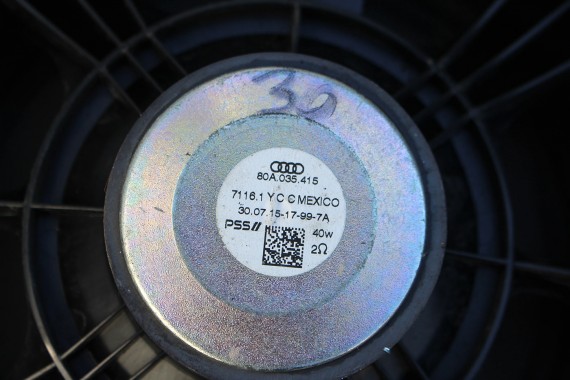 30
80A.035.415
7116.1 Y C C MEXICO
30.07.15-17-99-7A
PSS//
40w
2Ω